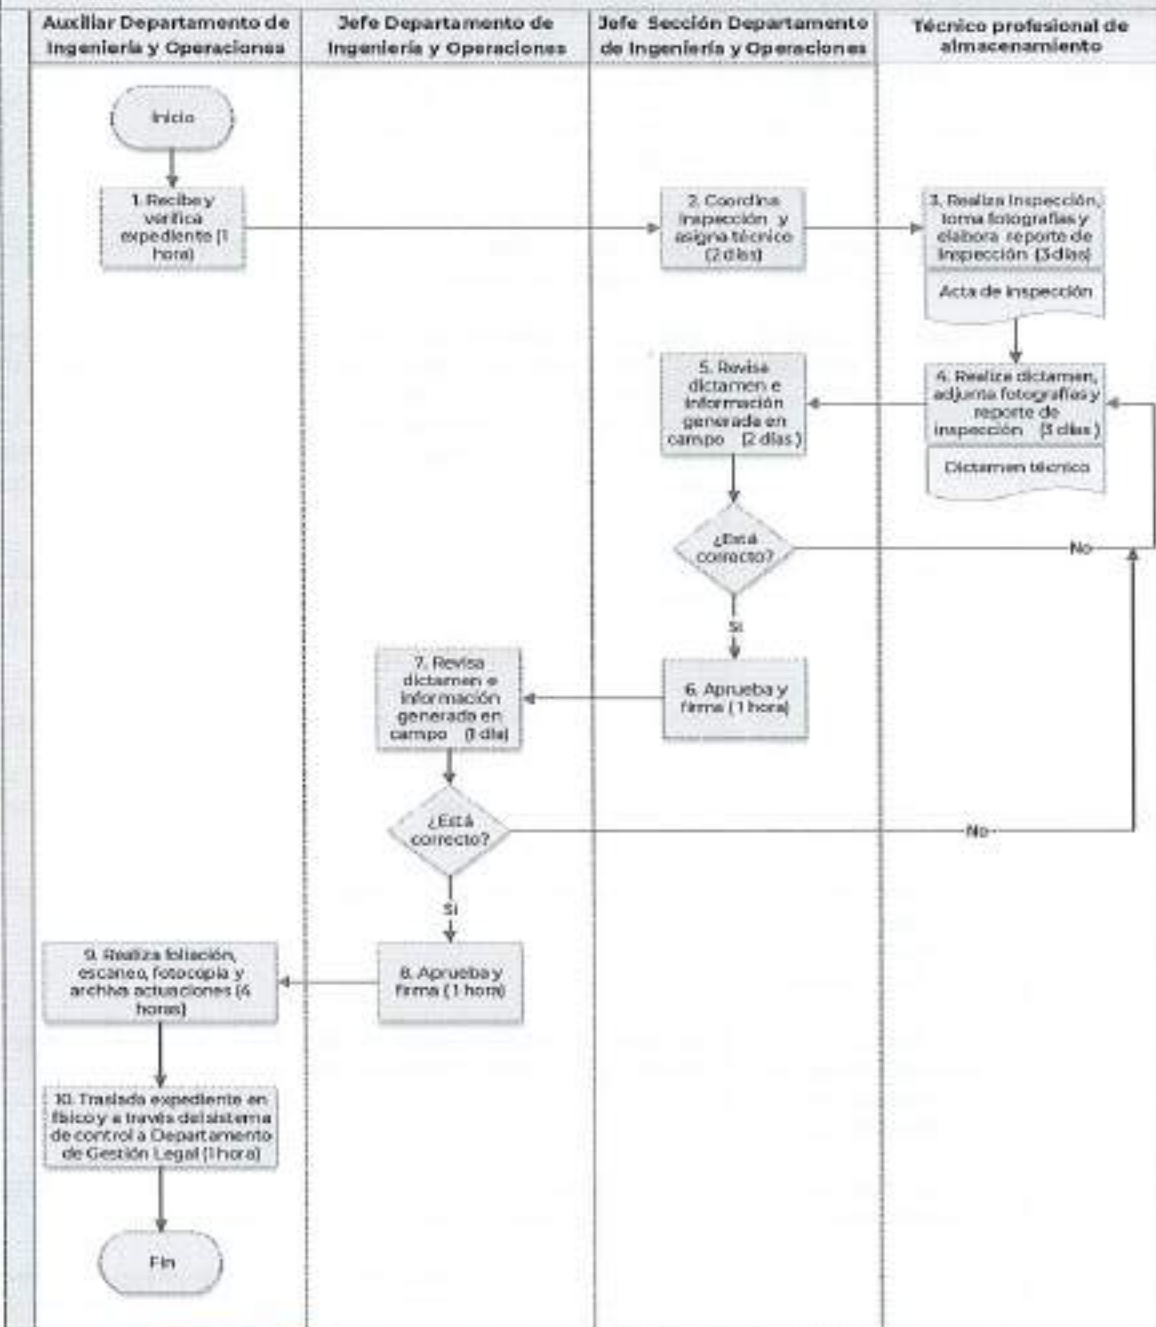 Auxiliar Departamento de
Ingeniería y Operaciones
Jefe Departamento de
Ingeniería y Operaciones
Jefe Sección Departamento
de Ingeniería y Operaciones
Técnico profesional de
almacenamiento
Inicio
1. Recibe y
verifica
expediente (1
hora)
2. Coordina
inspección y
asigna técnico
(2 días)
3. Realiza Inspección,
toma fotografías y
elabora reporte de
inspección (3 días)
Acta de inspección
4. Realiza dictamen,
adjunta fotografías y
reporte de
inspección (3 días)
Dictamen técnico
5. Revisa
dictamen e
información
generada en
campo (2 días)
¿Está
correcto?
No
Si
6. Aprueba y
firma (1 hora)
7. Revisa
dictamen e
información
generada en
campo (1 día)
¿Está
correcto?
No
Si
8. Aprueba y
firma (1 hora)
9. Realiza foliación,
escaneo, fotocopia y
archiva actuaciones (4
horas)
10. Traslada expediente en
físico y a través del sistema
de control a Departamento
de Gestión Legal (1 hora)
Fin